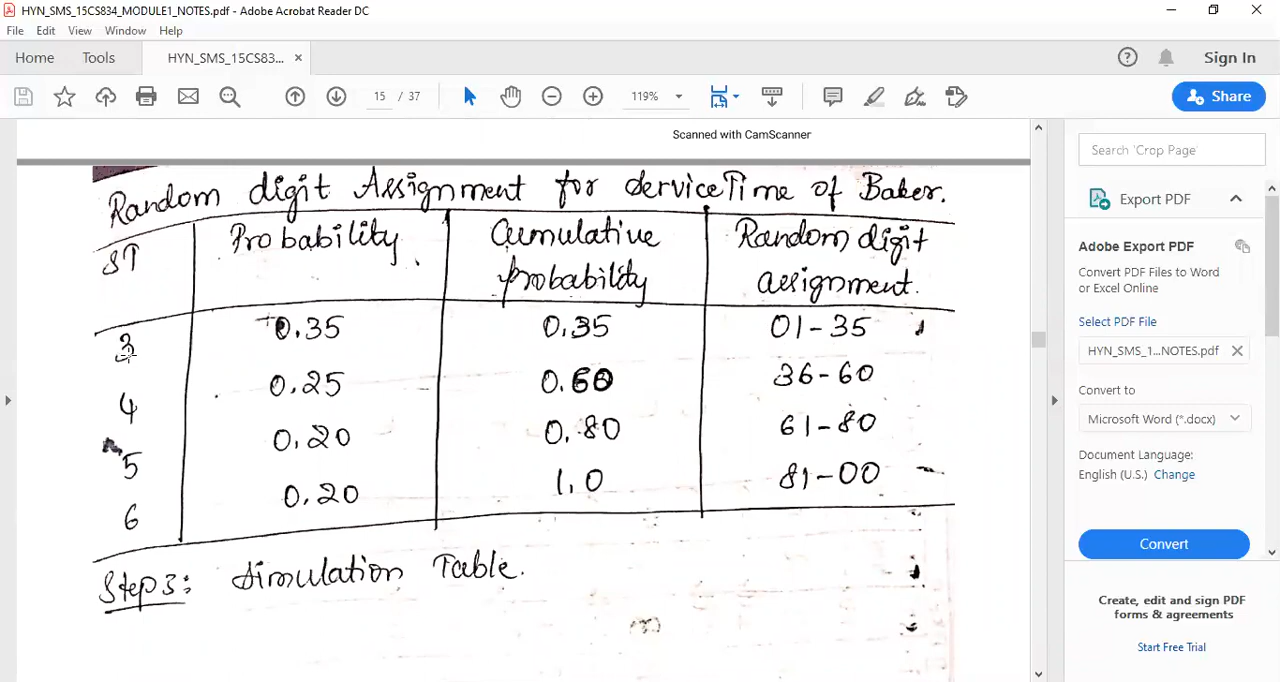 HYN_SMS_15CS834_MODULE1_NOTES.pdf - Adobe Acrobat Reader DC
File Edit View Window Help
Home Tools HYN_SMS_15CS83... × Sign In
15 / 37 119% Share
Scanned with CamScanner
Random digit Assignment for ServiceTime of Baker.
ST Probability Cumulative probability Random digit assignment.
3 0.35 0.35 01-35
4 0.25 0.60 36-60
5 0.20 0.80 61-80
6 0.20 1.0 81-00
Step3: Simulation Table.
Search 'Crop Page'
Export PDF
Adobe Export PDF
Convert PDF Files to Word
or Excel Online
Select PDF File
HYN_SMS_1...NOTES.pdf
Convert to
Microsoft Word (*.docx)
Document Language:
English (U.S.) Change
Convert
Create, edit and sign PDF
forms & agreements
Start Free Trial